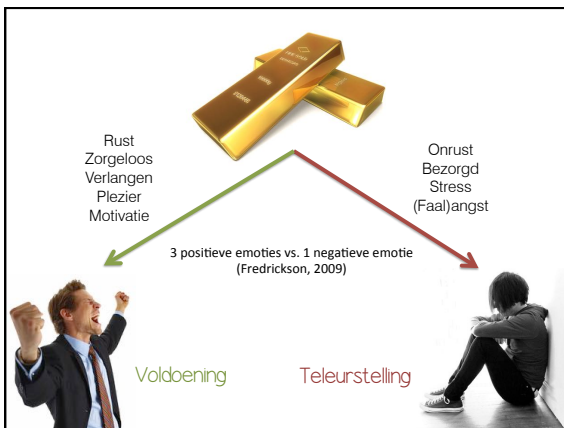 Rust
Zorgeloos
Verlangen
Plezier
Motivatie
Onrust
Bezorgd
Stress
(Faal)angst
3 positieve emoties vs. 1 negatieve emotie
(Fredrickson, 2009)
Voldoening
Teleurstelling